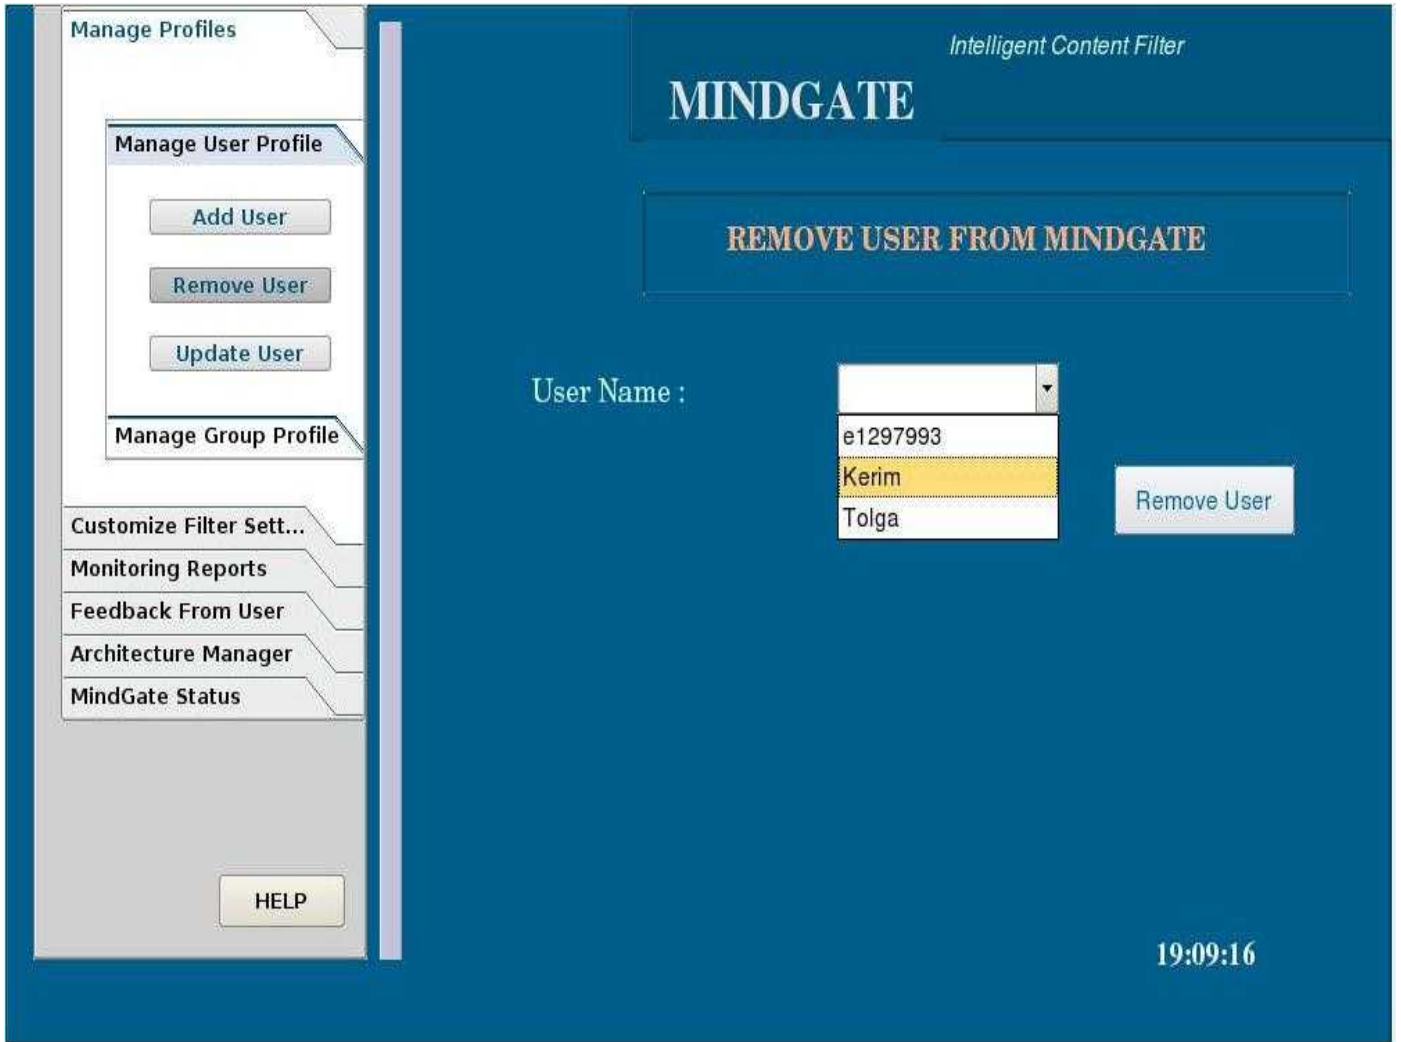 Manage Profiles
Manage User Profile
Add User
Remove User
Update User
Manage Group Profile
Customize Filter Sett...
Monitoring Reports
Feedback From User
Architecture Manager
MindGate Status
HELP
Intelligent Content Filter
MINDGATE
REMOVE USER FROM MINDGATE
User Name :
e1297993
Kerim
Tolga
Remove User
19:09:16